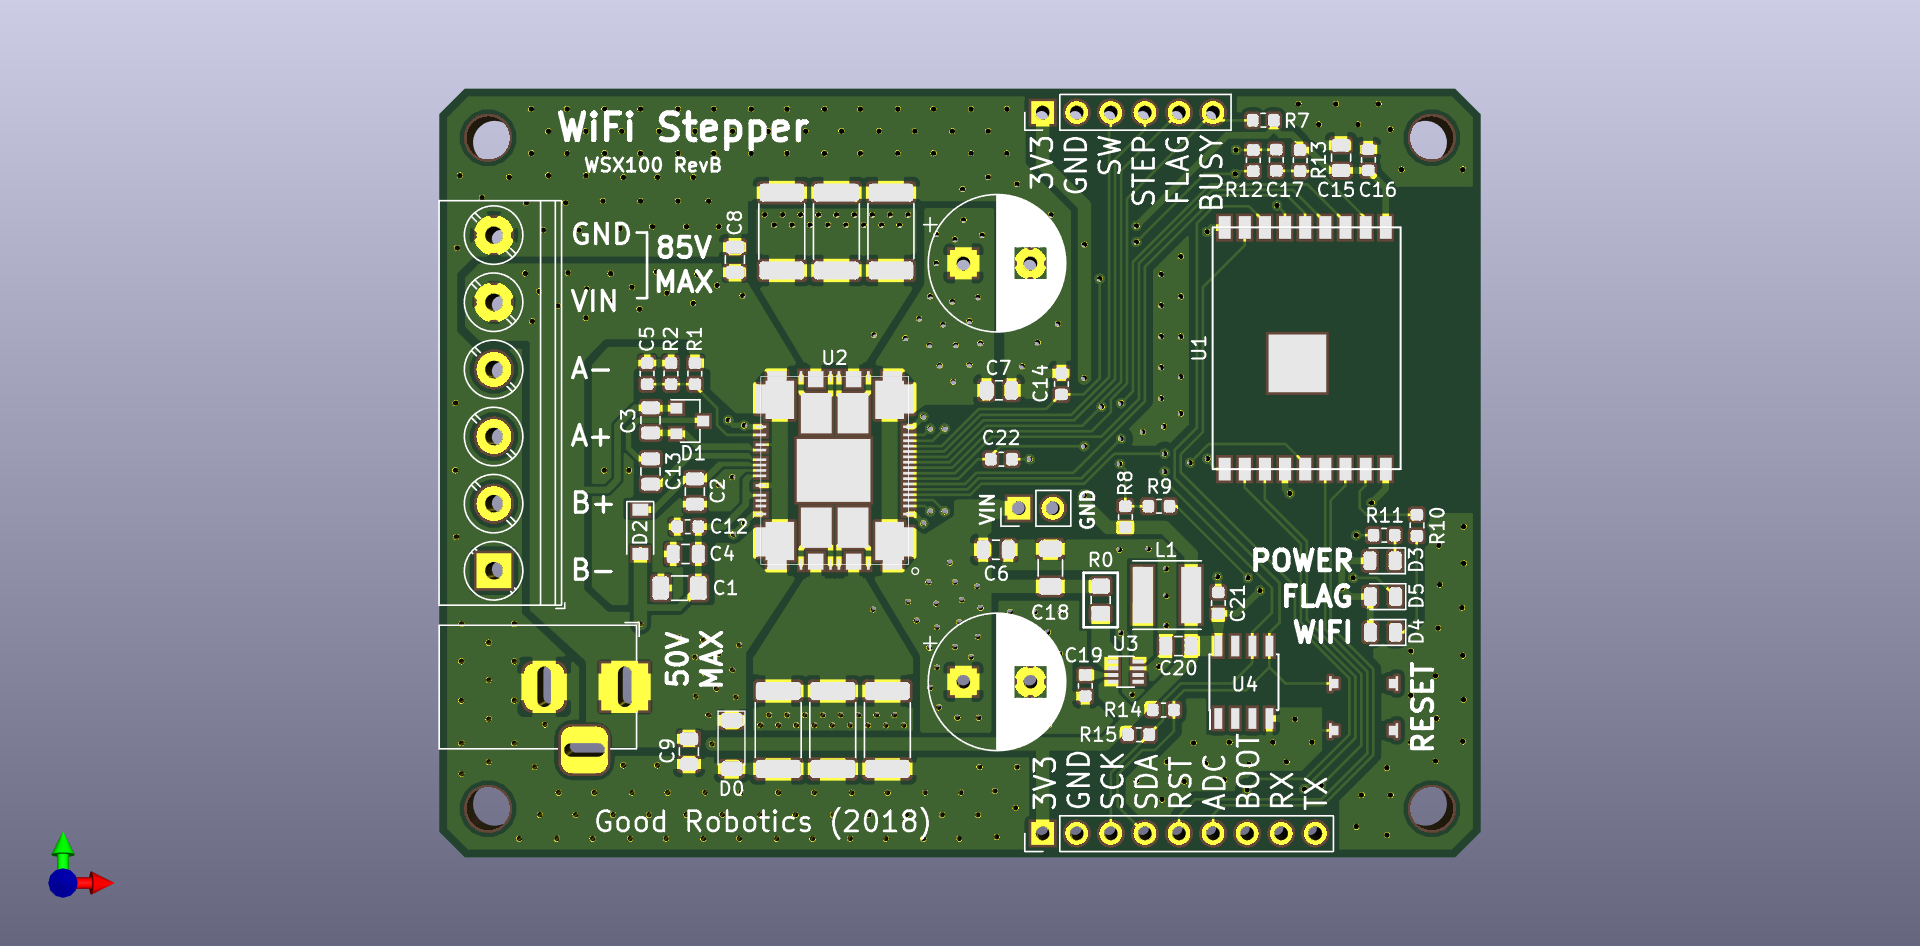 WiFi Stepper
WSX100 RevB
3V3
GND
SW
STEP
FLAG
BUSY
R7
R13
R12
C17
C15
C16
GND
VIN
85V
MAX
C8
A-
A+
B+
B-
C5
R2
R1
U2
C7
C14
U1
C3
D1
C13
C2
C12
D2
C4
C1
C22
VIN
GND
R8
R9
C6
C18
R0
L1
C21
R11
R10
POWER
D3
FLAG
D5
WIFI
D4
50V
MAX
C19
U3
C20
U4
R14
R15
RESET
C9
D0
3V3
GND
SCK
SDA
RST
ADC
BOOT
RX
TX
Good Robotics (2018)